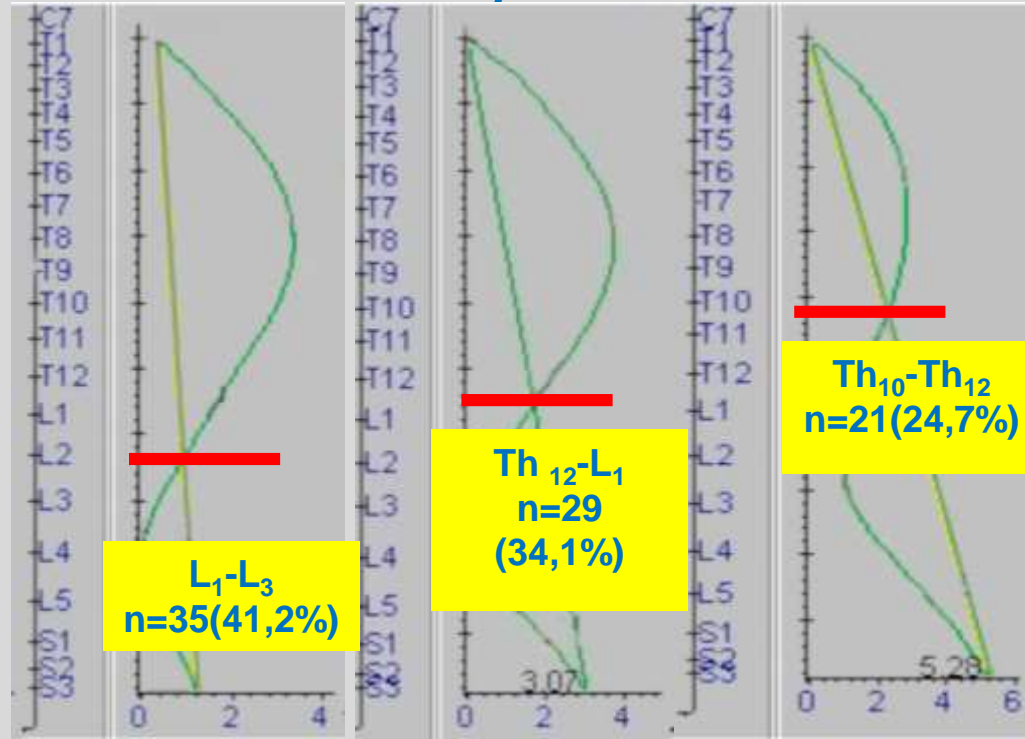 C7
T1
T2
T3
T4
T5
T6
T7
T8
T9
T10
T11
T12
L1
L2
L3
L4
L5
S1
S2
S3
0 2 4
L1-L3
n=35(41,2%)
C7
T1
T2
T3
T4
T5
T6
T7
T8
T9
T10
T11
T12
L1
L2
L3
L4
L5
S1
S3
3.07
0 2 4
Th 12-L1
n=29
(34,1%)
C7
T1
T2
T3
T4
T5
T6
T7
T8
T9
T10
T11
T12
L2
L3
L4
L5
S1
S3
5.28
0 2 4 6
Th10-Th12
n=21(24,7%)